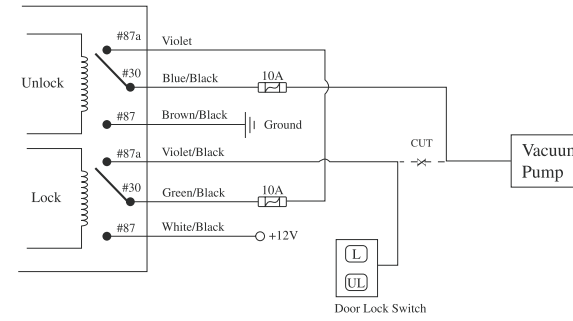 #87a
Violet
Unlock
#30
Blue/Black
10A
#87
Brown/Black
Ground
#87a
Violet/Black
CUT
Vacuum
Pump
Lock
#30
Green/Black
10A
#87
White/Black
+12V
L
UL
Door Lock Switch